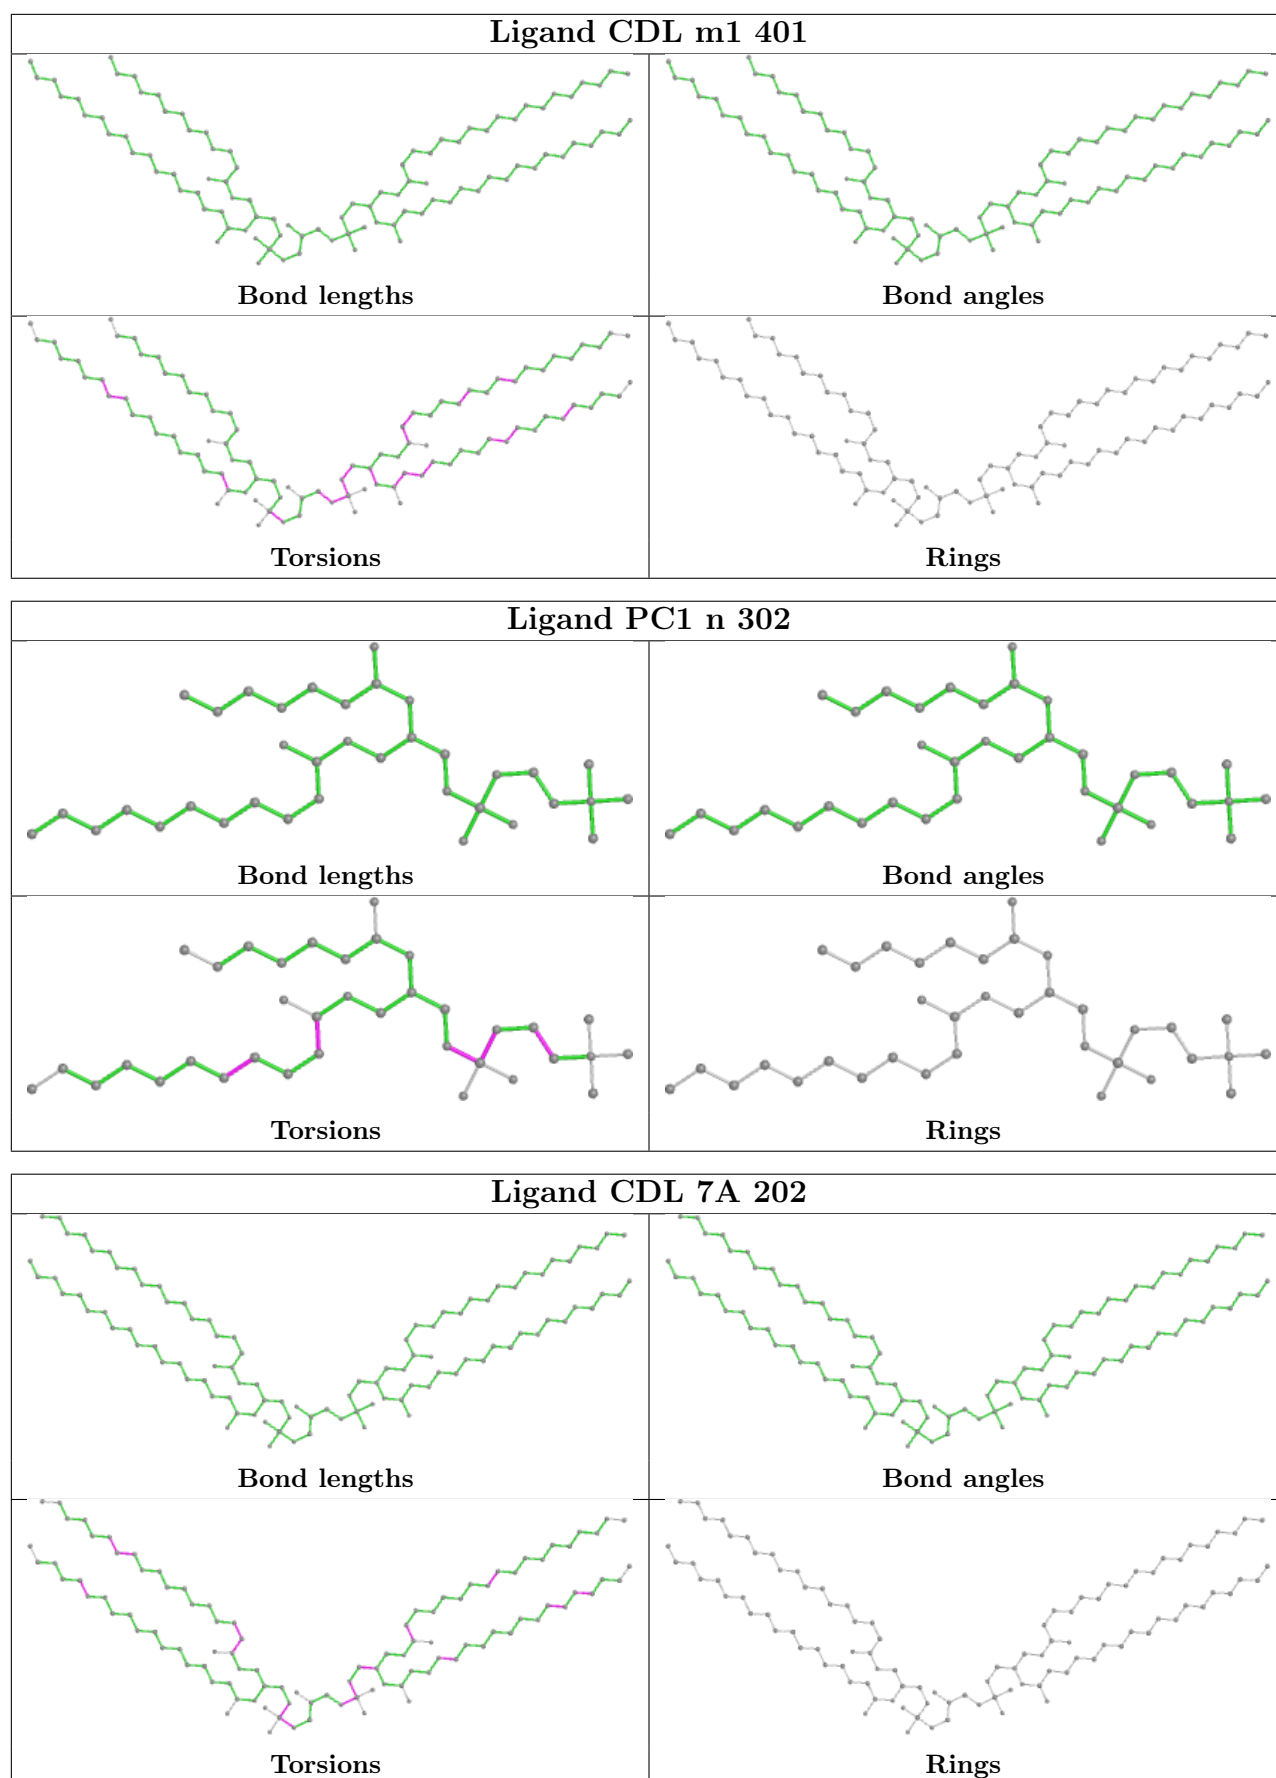 Ligand CDL m1 401
Bond lengths
Bond angles
Torsions
Rings
Ligand PC1 n 302
Bond lengths
Bond angles
Torsions
Rings
Ligand CDL 7A 202
Bond lengths
Bond angles
Torsions
Rings